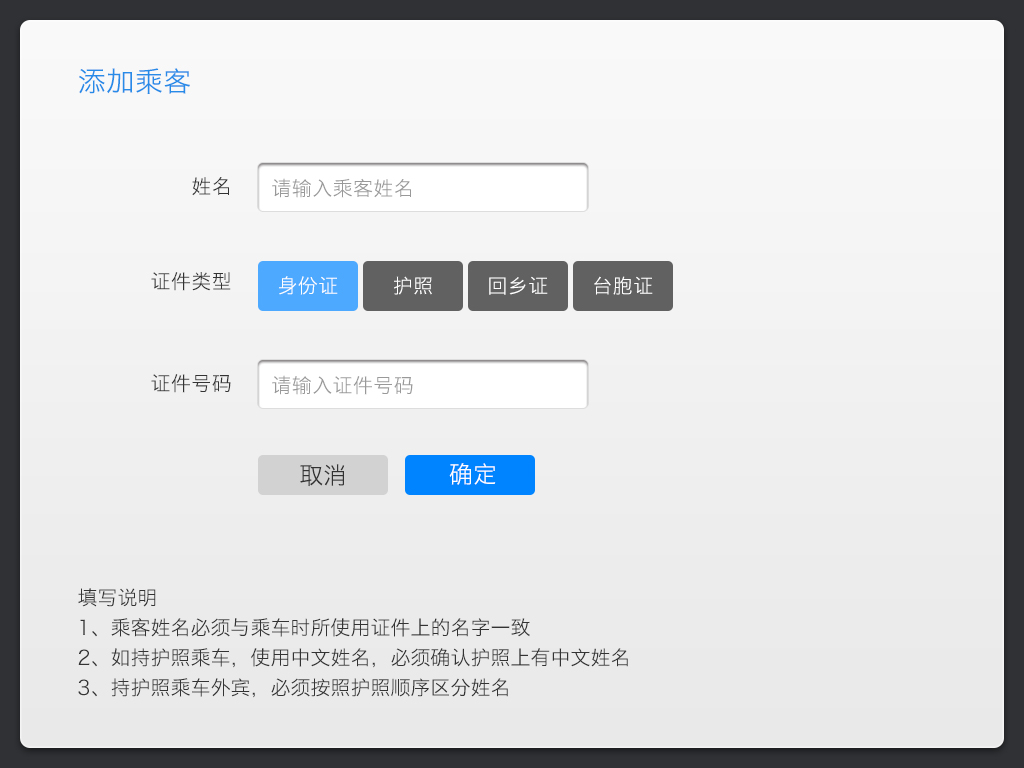 添加乘客
姓名 请输入乘客姓名
证件类型 身份证 护照 回乡证 台胞证
证件号码 请输入证件号码
取消 确定
填写说明
1、乘客姓名必须与乘车时所使用证件上的名字一致
2、如持护照乘车，使用中文姓名，必须确认护照上有中文姓名
3、持护照乘车外宾，必须按照护照顺序区分姓名